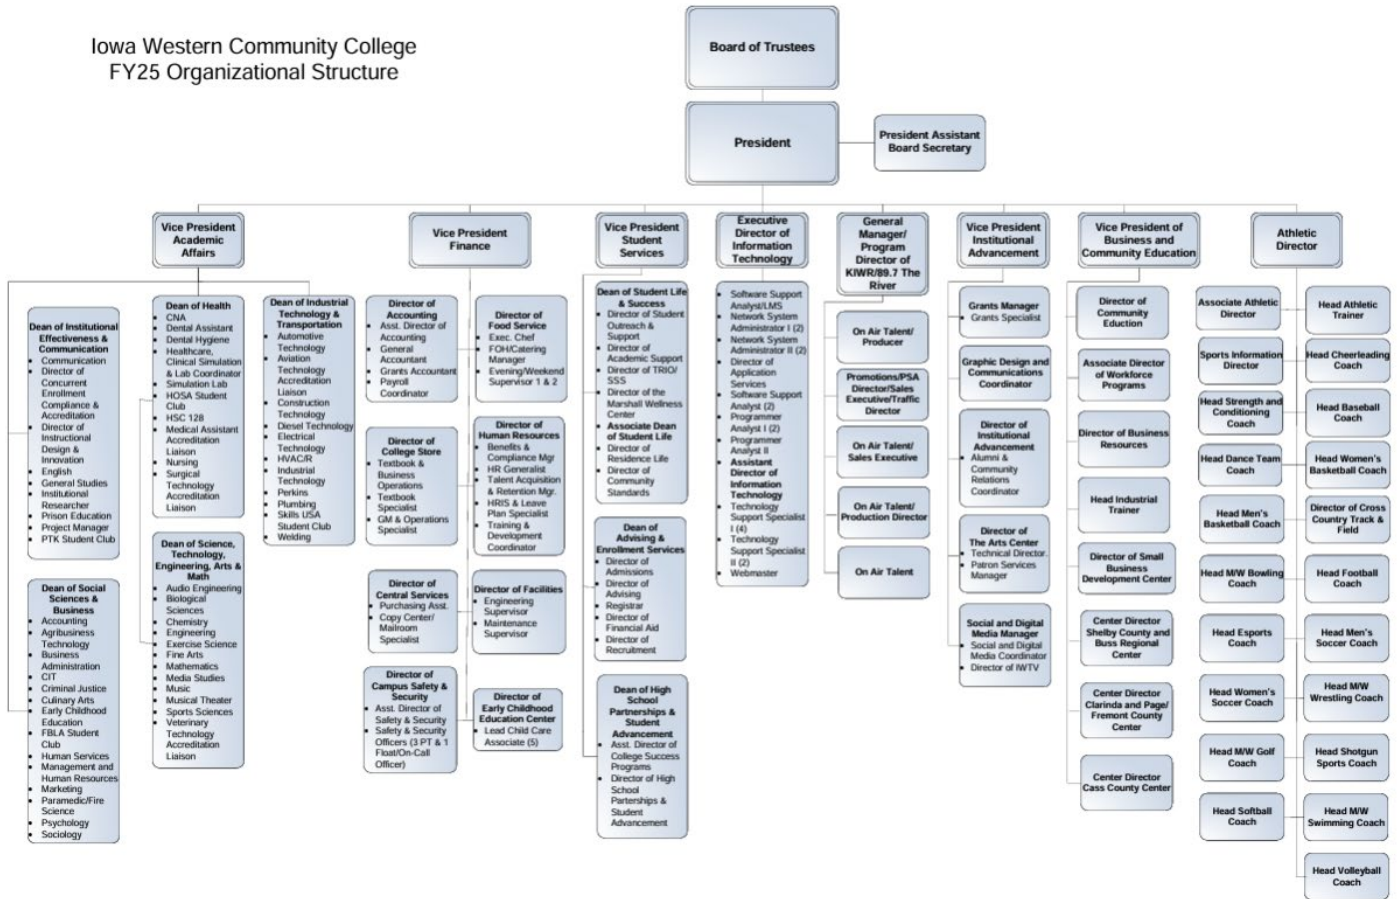 Iowa Western Community College
FY25 Organizational Structure
Board of Trustees
President
President Assistant
Board Secretary
Vice President
Academic
Affairs
Vice President
Finance
Vice President
Student
Services
Executive
Director of
Information
Technology
General
Manager/
Program
Director of
KIWR/89.7 The
River
Vice President
Institutional
Advancement
Vice President of
Business and
Community Education
Athletic
Director
Dean of Institutional
Effectiveness &
Communication
• Communication
• Director of
Concurrent
Enrollment
Compliance &
Accreditation
• Director of
Instructional
Design &
Innovation
• English
• General Studies
• Institutional
Researcher
• Prison Education
• Project Manager
• PTK Student Club
Dean of Social
Sciences &
Business
• Accounting
• Agribusiness
Technology
• Business
Administration
• CIT
• Criminal Justice
• Culinary Arts
• Early Childhood
Education
• FBLA Student
Club
• Human Services
• Management and
Human Resources
• Marketing
• Paramedic/Fire
Science
• Psychology
• Sociology
Dean of Health
• CNA
• Dental Assistant
• Dental Hygiene
• Healthcare,
Clinical Simulation
& Lab Coordinator
• Simulation Lab
• HOSA Student
Club
• HSC 128
• Medical Assistant
Accreditation
Liaison
• Nursing
• Surgical
Technology
Accreditation
Liaison
Dean of Science,
Technology,
Engineering, Arts &
Math
• Audio Engineering
• Biological
Sciences
• Chemistry
• Engineering
• Exercise Science
• Fine Arts
• Mathematics
• Media Studies
• Music
• Musical Theater
• Sports Sciences
• Veterinary
Technology
Accreditation
Liaison
Dean of Industrial
Technology &
Transportation
• Automotive
Technology
• Aviation
Technology
Accreditation
Liaison
• Construction
Technology
• Diesel Technology
• Electrical
Technology
• HVAC/R
• Industrial
Technology
• Perkins
• Plumbing
• Skills USA
Student Club
• Welding
Director of
Accounting
• Asst. Director of
Accounting
• General
Accountant
• Grants Accountant
• Payroll
Coordinator
Director of
College Store
• Textbook &
Business
Operations
• Textbook
Specialist
• GM & Operations
Specialist
Director of
Central Services
• Purchasing Asst.
• Copy Center/
Mailroom
Specialist
Director of
Campus Safety &
Security
• Asst. Director of
Safety & Security
• Safety & Security
Officers (3 PT & 1
Float/On-Call
Officer)
Director of
Food Service
• Exec. Chef
• FOH/Catering
Manager
• Evening/Weekend
Supervisor 1 & 2
Director of
Human Resources
• Benefits &
Compliance Mgr
• HR Generalist
• Talent Acquisition
& Retention Mgr.
• HRIS & Leave
Plan Specialist
• Training &
Development
Coordinator
Director of Facilities
• Engineering
Supervisor
• Maintenance
Supervisor
Director of
Early Childhood
Education Center
• Lead Child Care
Associate (5)
Dean of Student Life
& Success
• Director of Student
Outreach &
Support
• Director of
Academic Support
• Director of TRIO/
SSS
• Director of the
Marshall Wellness
Center
• Associate Dean
of Student Life
• Director of
Residence Life
• Director of
Community
Standards
Dean of
Advising &
Enrollment Services
• Director of
Admissions
• Director of
Advising
• Registrar
• Director of
Financial Aid
• Director of
Recruitment
Dean of High
School
Partnerships &
Student
Advancement
• Asst. Director of
College Success
Programs
• Director of High
School
Parterships &
Student
Advancement
• Software Support
Analyst/LMS
• Network System
Administrator I (2)
• Network System
Administrator II (2)
• Director of
Application
Services
• Software Support
Analyst (2)
• Programmer
Analyst I (2)
• Programmer
Analyst II
• Assistant
Director of
Information
Technology
• Technology
Support Specialist
I (4)
• Technology
Support Specialist
II (2)
• Webmaster
On Air Talent/
Producer
Promotions/PSA
Director/Sales
Executive/Traffic
Director
On Air Talent/
Sales Executive
On Air Talent/
Production Director
On Air Talent
Grants Manager
• Grants Specialist
Graphic Design and
Communications
Coordinator
Director of
Institutional
Advancement
• Alumni &
Community
Relations
Coordinator
Director of
The Arts Center
• Technical Director.
• Patron Services
Manager
Social and Digital
Media Manager
• Social and Digital
Media Coordinator
• Director of IWTV
Director of
Community
Eduction
Associate Director
of Workforce
Programs
Director of Business
Resources
Head Industrial
Trainer
Director of Small
Business
Development Center
Center Director
Shelby County and
Buss Regional
Center
Center Director
Clarinda and Page/
Fremont County
Center
Center Director
Cass County Center
Associate Athletic
Director
Sports Information
Director
Head Strength and
Conditioning
Coach
Head Dance Team
Coach
Head Men's
Basketball Coach
Head M/W Bowling
Coach
Head Esports
Coach
Head Women's
Soccer Coach
Head M/W Golf
Coach
Head Softball
Coach
Head Athletic
Trainer
Head Cheerleading
Coach
Head Baseball
Coach
Head Women's
Basketball Coach
Director of Cross
Country Track &
Field
Head Football
Coach
Head Men's
Soccer Coach
Head M/W
Wrestling Coach
Head Shotgun
Sports Coach
Head M/W
Swimming Coach
Head Volleyball
Coach